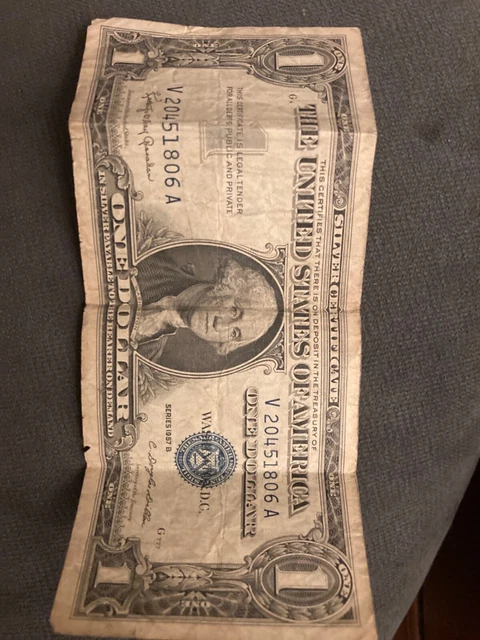 SILVER CERTIFICATE
THIS CERTIFIES THAT THERE IS ON DEPOSIT IN THE TREASURY OF
THE UNITED STATES OF AMERICA
1
1
ONE
ONE
THIS CERTIFICATE IS LEGAL TENDER
FOR ALL DEBTS PUBLIC AND PRIVATE
V 20451806 A
ONE DOLLAR
V 20451806 A
WA D.C.
SERIES 1957 B
G
ONE DOLLAR
IN SILVER PAYABLE TO THE BEARER ON DEMAND
1
1